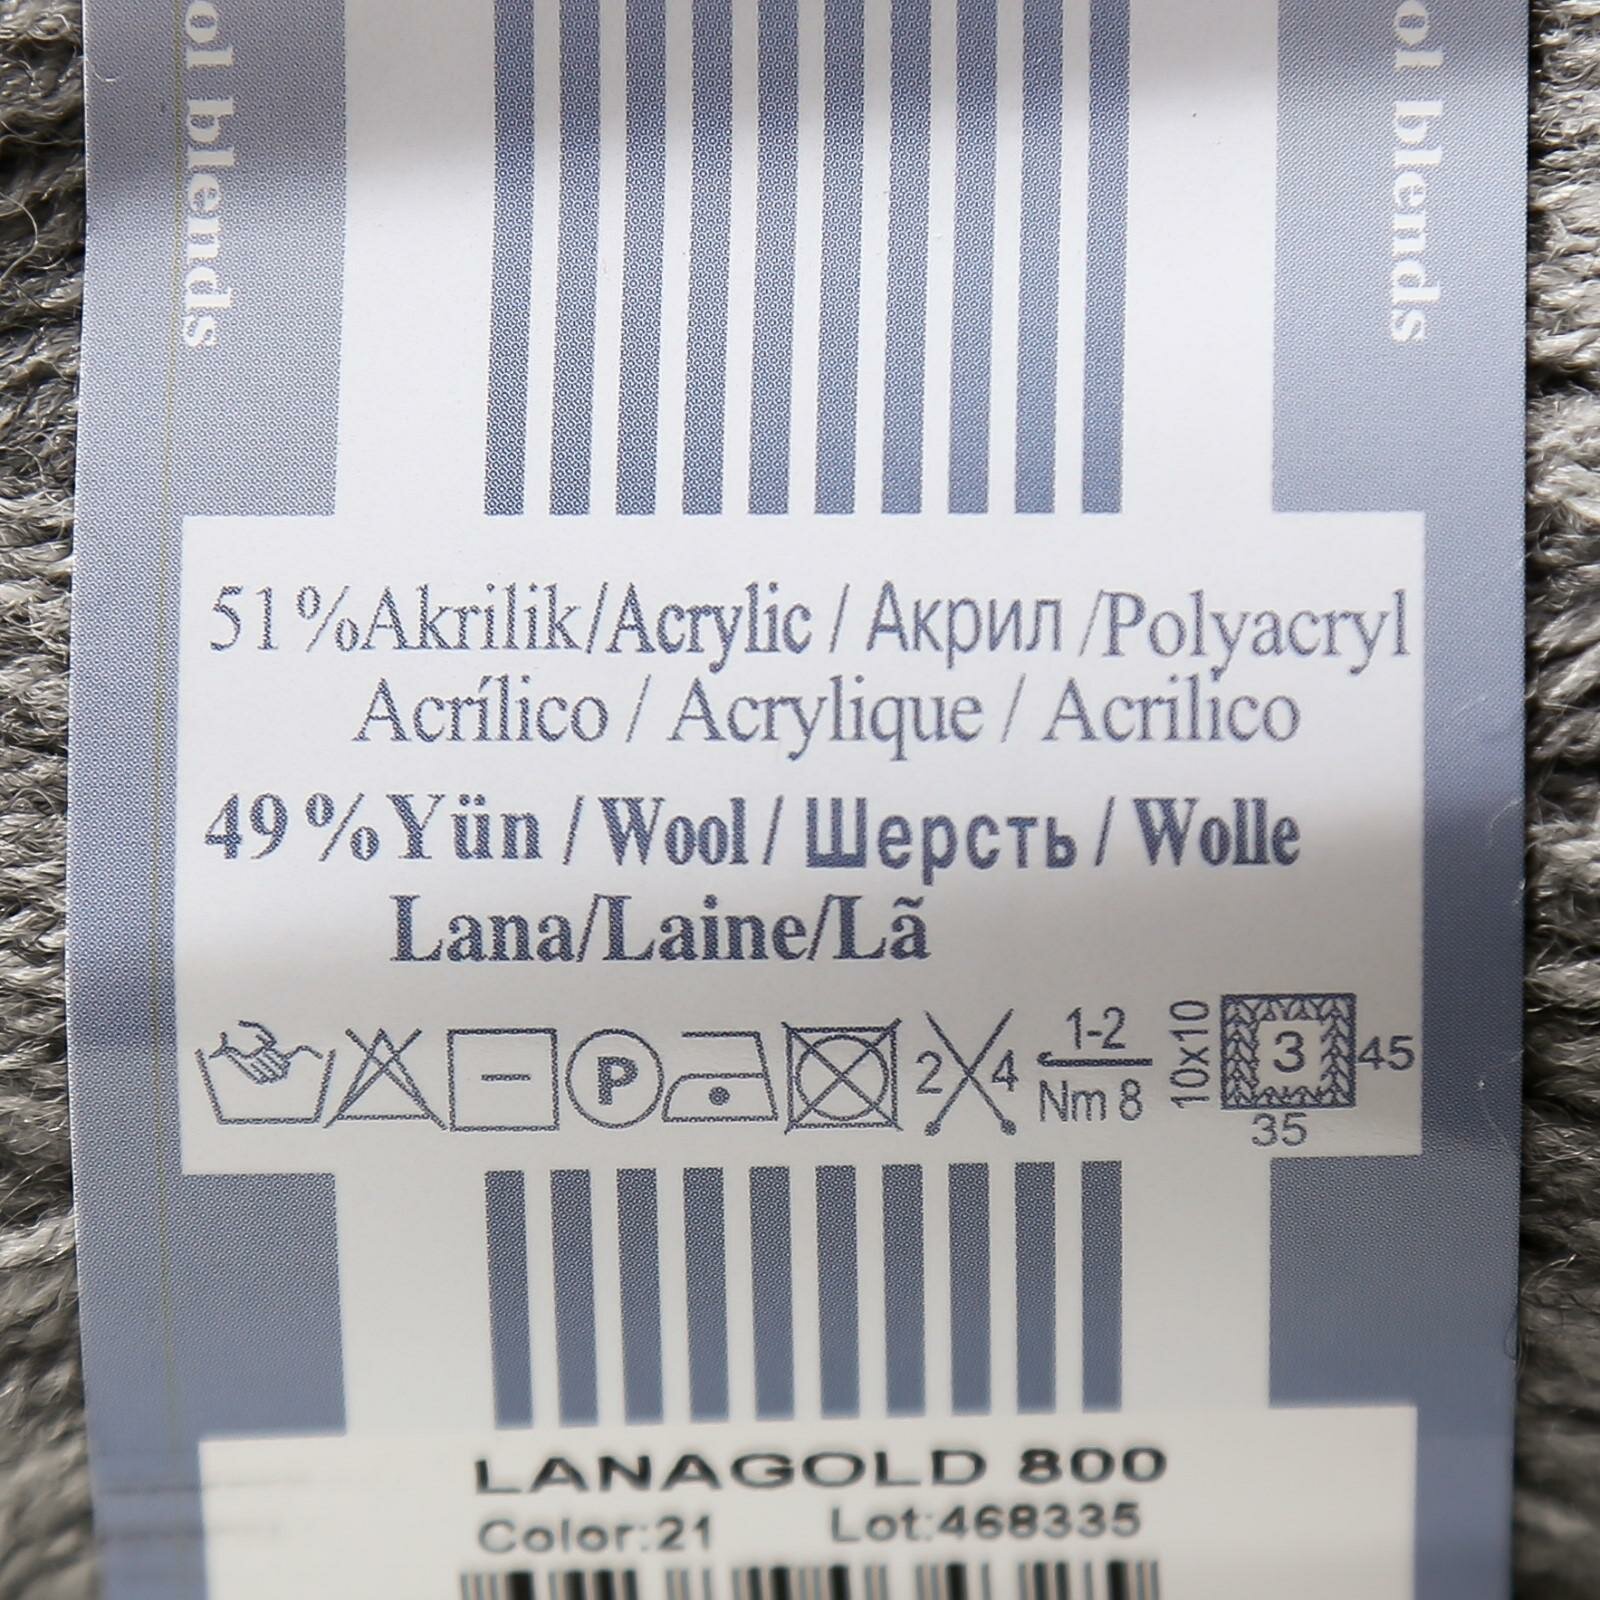 ol blends
ol blends
51%Akrilik/Acrylic / Акрил /Polyacryl
Acrílico / Acrylique / Acrilico
49%Yün / Wool / Шерсть / Wolle
Lana/Laine/Lã
P 2 4 1-2 Nm 8 10x10 3 45
35
LANAGOLD 800
Color:21 Lot:468335